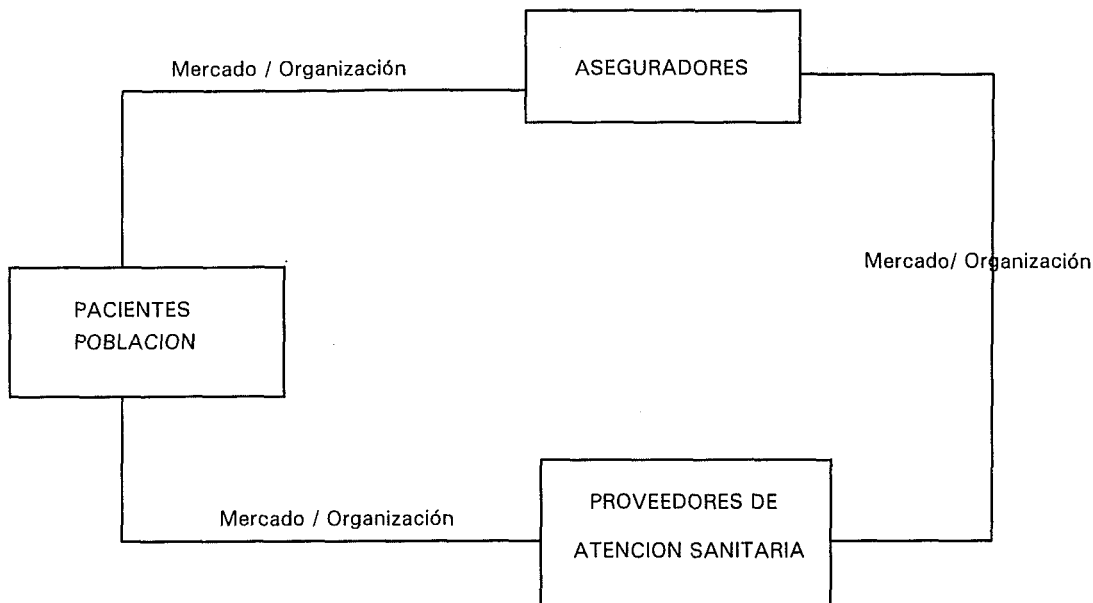 Mercado / Organización
ASEGURADORES
Mercado/ Organización
PACIENTES
POBLACION
Mercado / Organización
PROVEEDORES DE
ATENCION SANITARIA